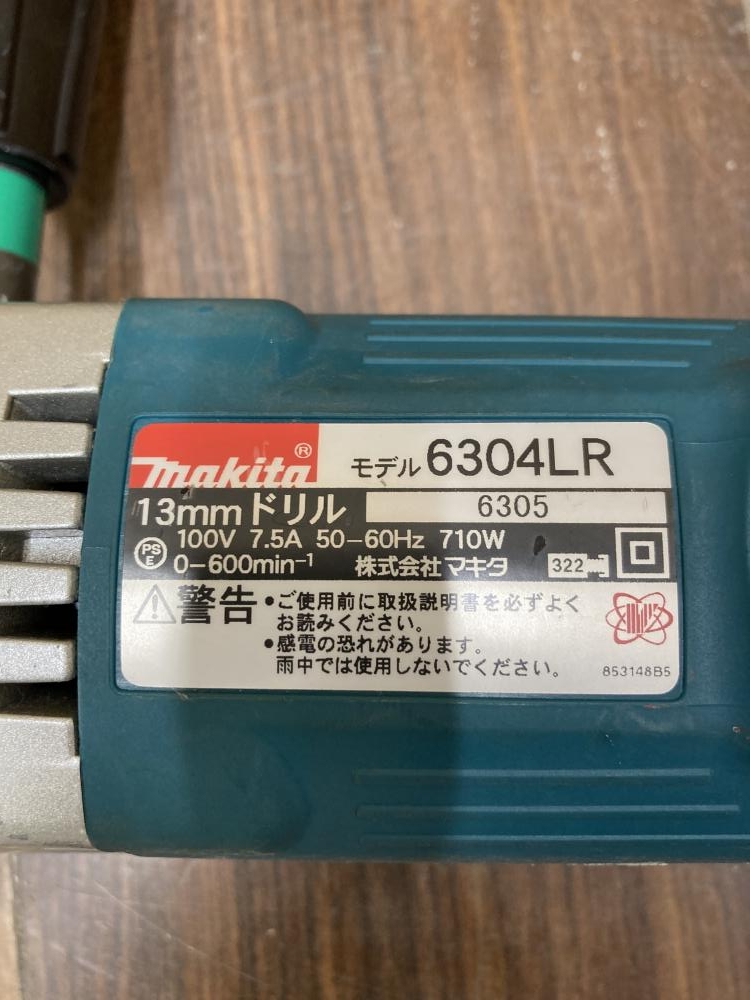 makita®
モデル 6304LR
13mmドリル 6305
PS E 100V 7.5A 50-60Hz 710W
0-600min-1 株式会社マキタ 322
警告 •ご使用前に取扱説明書を必ずよく
お読みください。
•感電の恐れがあります。
雨中では使用しないでください。
853148B5